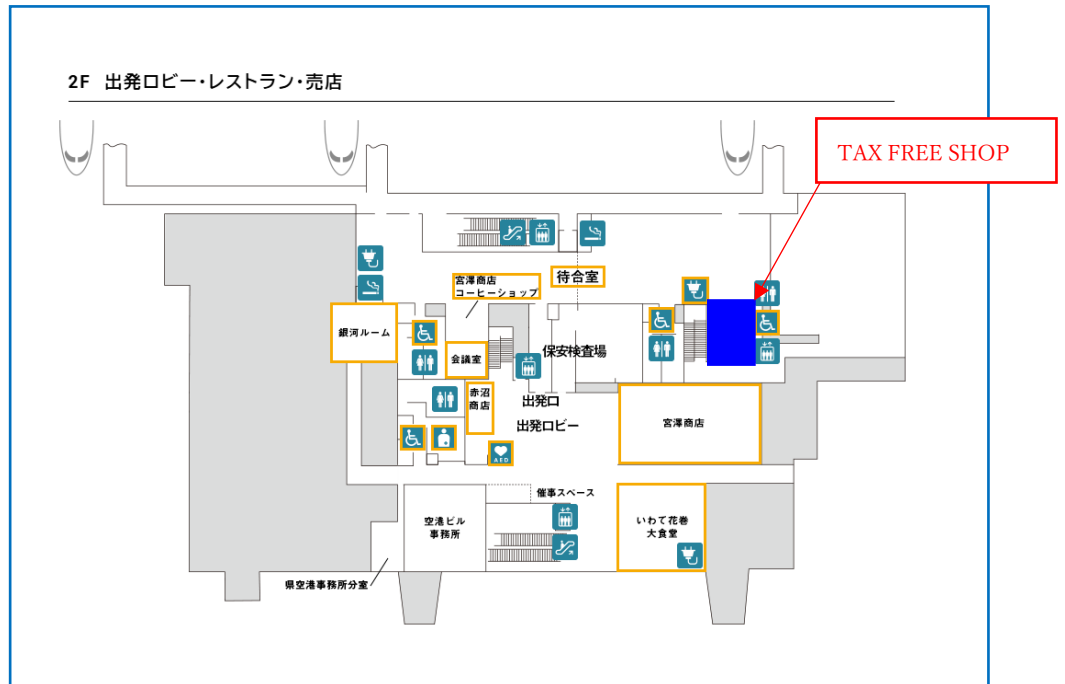 2F 出発ロビー・レストラン・売店
TAX FREE SHOP
宮澤商店
コーヒーショップ
待合室
銀河ルーム
会議室
保安検査場
赤沼
商店
出発口
出発ロビー
宮澤商店
AED
催事スペース
空港ビル
事務所
いわて花巻
大食堂
県空港事務所分室